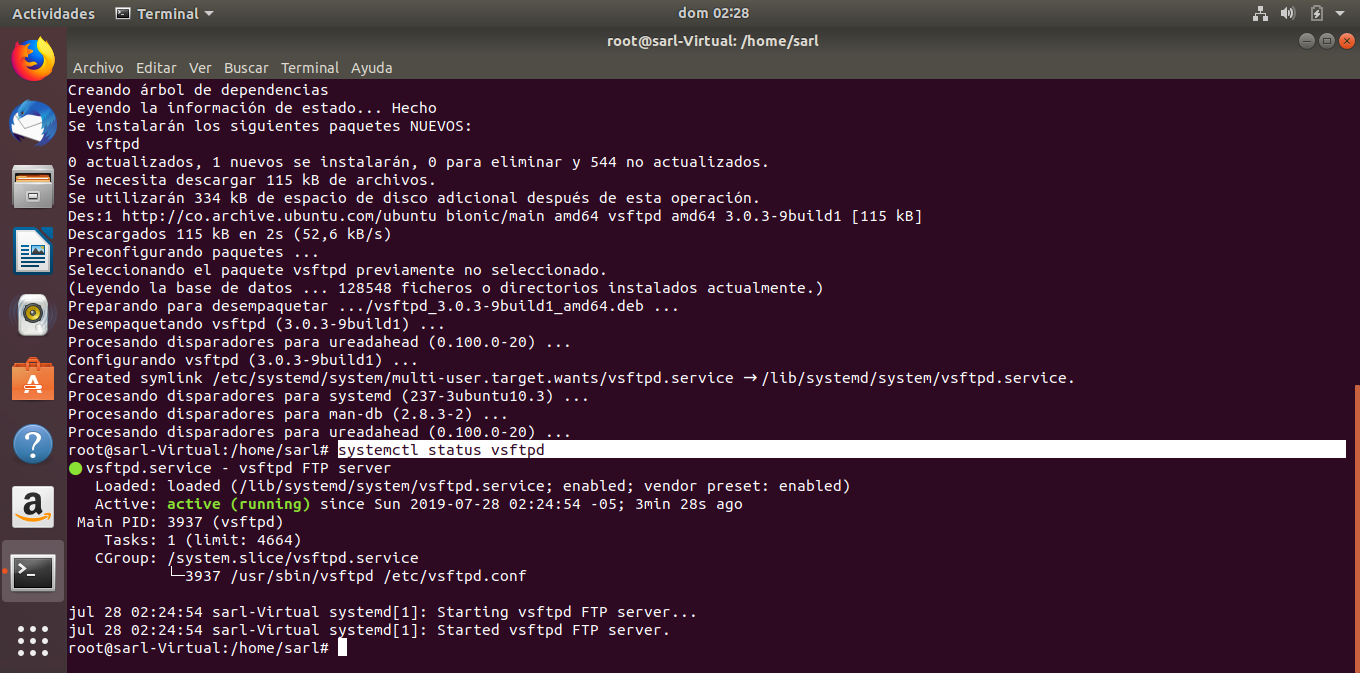 Actividades Terminal dom 02:28
root@sarl-Virtual: /home/sarl
Archivo Editar Ver Buscar Terminal Ayuda
Creando árbol de dependencias
Leyendo la información de estado... Hecho
Se instalarán los siguientes paquetes NUEVOS:
  vsftpd
0 actualizados, 1 nuevos se instalarán, 0 para eliminar y 544 no actualizados.
Se necesita descargar 115 kB de archivos.
Se utilizarán 334 kB de espacio de disco adicional después de esta operación.
Des:1 http://co.archive.ubuntu.com/ubuntu bionic/main amd64 vsftpd amd64 3.0.3-9build1 [115 kB]
Descargados 115 kB en 2s (52,6 kB/s)
Preconfigurando paquetes ...
Seleccionando el paquete vsftpd previamente no seleccionado.
(Leyendo la base de datos ... 128548 ficheros o directorios instalados actualmente.)
Preparando para desempaquetar .../vsftpd_3.0.3-9build1_amd64.deb ...
Desempaquetando vsftpd (3.0.3-9build1) ...
Procesando disparadores para ureadahead (0.100.0-20) ...
Configurando vsftpd (3.0.3-9build1) ...
Created symlink /etc/systemd/system/multi-user.target.wants/vsftpd.service → /lib/systemd/system/vsftpd.service.
Procesando disparadores para systemd (237-3ubuntu10.3) ...
Procesando disparadores para man-db (2.8.3-2) ...
Procesando disparadores para ureadahead (0.100.0-20) ...
root@sarl-Virtual:/home/sarl# systemctl status vsftpd
● vsftpd.service - vsftpd FTP server
   Loaded: loaded (/lib/systemd/system/vsftpd.service; enabled; vendor preset: enabled)
   Active: active (running) since Sun 2019-07-28 02:24:54 -05; 3min 28s ago
 Main PID: 3937 (vsftpd)
    Tasks: 1 (limit: 4664)
   CGroup: /system.slice/vsftpd.service
           └─3937 /usr/sbin/vsftpd /etc/vsftpd.conf
jul 28 02:24:54 sarl-Virtual systemd[1]: Starting vsftpd FTP server...
jul 28 02:24:54 sarl-Virtual systemd[1]: Started vsftpd FTP server.
root@sarl-Virtual:/home/sarl#